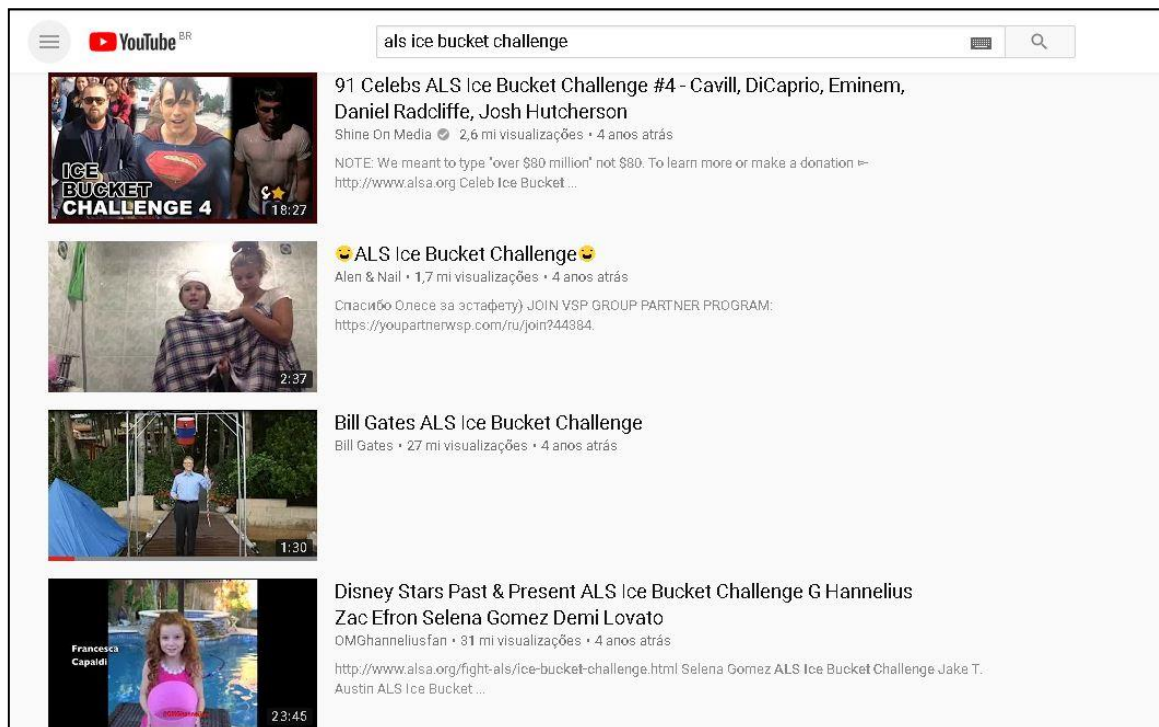 YouTube BR
als ice bucket challenge
91 Celebs ALS Ice Bucket Challenge #4 - Cavill, DiCaprio, Eminem,
Daniel Radcliffe, Josh Hutcherson
Shine On Media 2,6 mi visualizações • 4 anos atrás
NOTE: We meant to type "over $80 million" not $80. To learn more or make a donation ►
http://www.alsa.org Celeb Ice Bucket ...
ICE
BUCKET
CHALLENGE 4
18:27
ALS Ice Bucket Challenge
Alen & Nail • 1,7 mi visualizações • 4 anos atrás
Спасибо Олесе за эстафету) JOIN VSP GROUP PARTNER PROGRAM:
https://youpartnerwsp.com/ru/join?44384.
2:37
Bill Gates ALS Ice Bucket Challenge
Bill Gates • 27 mi visualizações • 4 anos atrás
1:30
Disney Stars Past & Present ALS Ice Bucket Challenge G Hannelius
Zac Efron Selena Gomez Demi Lovato
OMGhanneliusfan • 31 mi visualizações • 4 anos atrás
http://www.alsa.org/fight-als/ice-bucket-challenge.html Selena Gomez ALS Ice Bucket Challenge Jake T.
Austin ALS Ice Bucket ...
Francesca
Capaldi
23:45